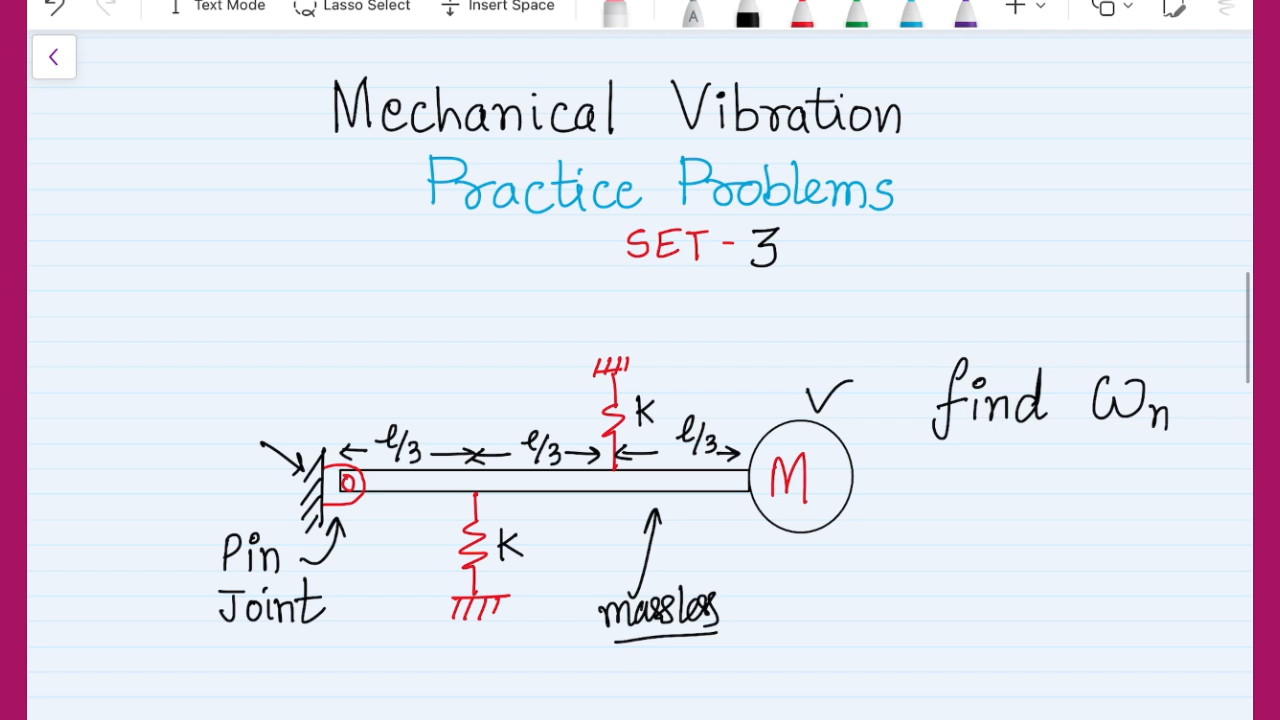 Text Mode Lasso Select Insert Space
A
Mechanical Vibration
Practice Problems
SET - 3
find ωn
K
l/3 l/3 l/3
M
K
Pin
Joint
massless